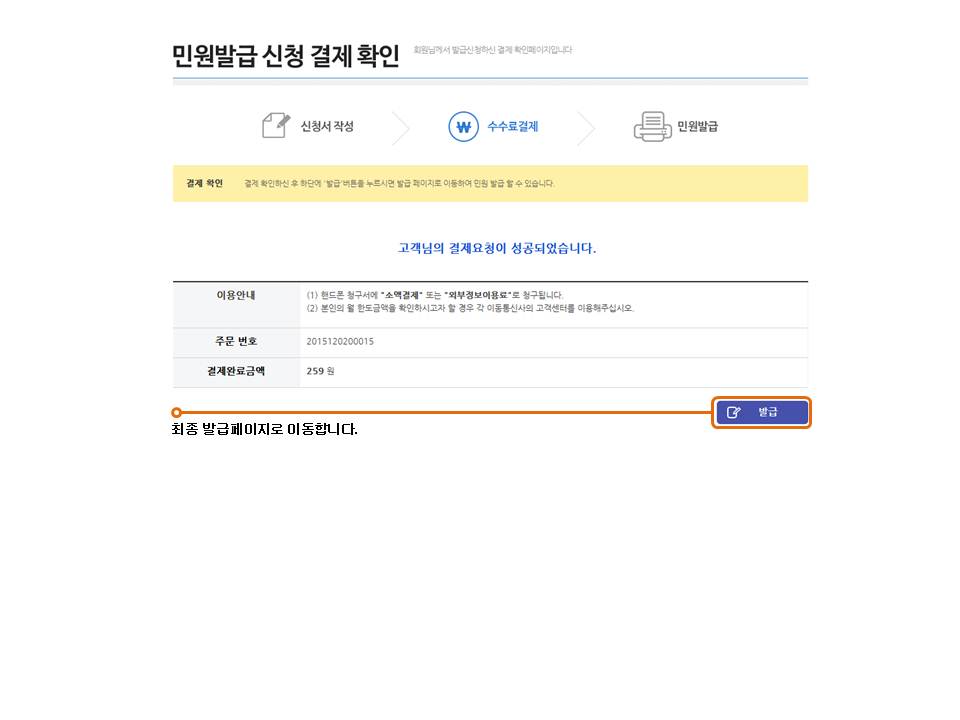 민원발급 신청 결제 확인
회원님께서 발급신청하신 결제 확인페이지입니다
신청서 작성
수수료결제
민원발급
결제 확인 결제 확인하신 후 하단에 '발급'버튼을 누르시면 발급 페이지로 이동하여 민원 발급 할 수 있습니다.
고객님의 결제요청이 성공되었습니다.
이용안내 (1) 핸드폰 청구서에 "소액결제" 또는 "외부정보이용료"로 청구됩니다.
(2) 본인의 월 한도금액을 확인하시고자 할 경우 각 이동통신사의 고객센터를 이용해주십시오.
주문 번호 2015120200015
결제완료금액 259 원
발급
최종 발급페이지로 이동합니다.